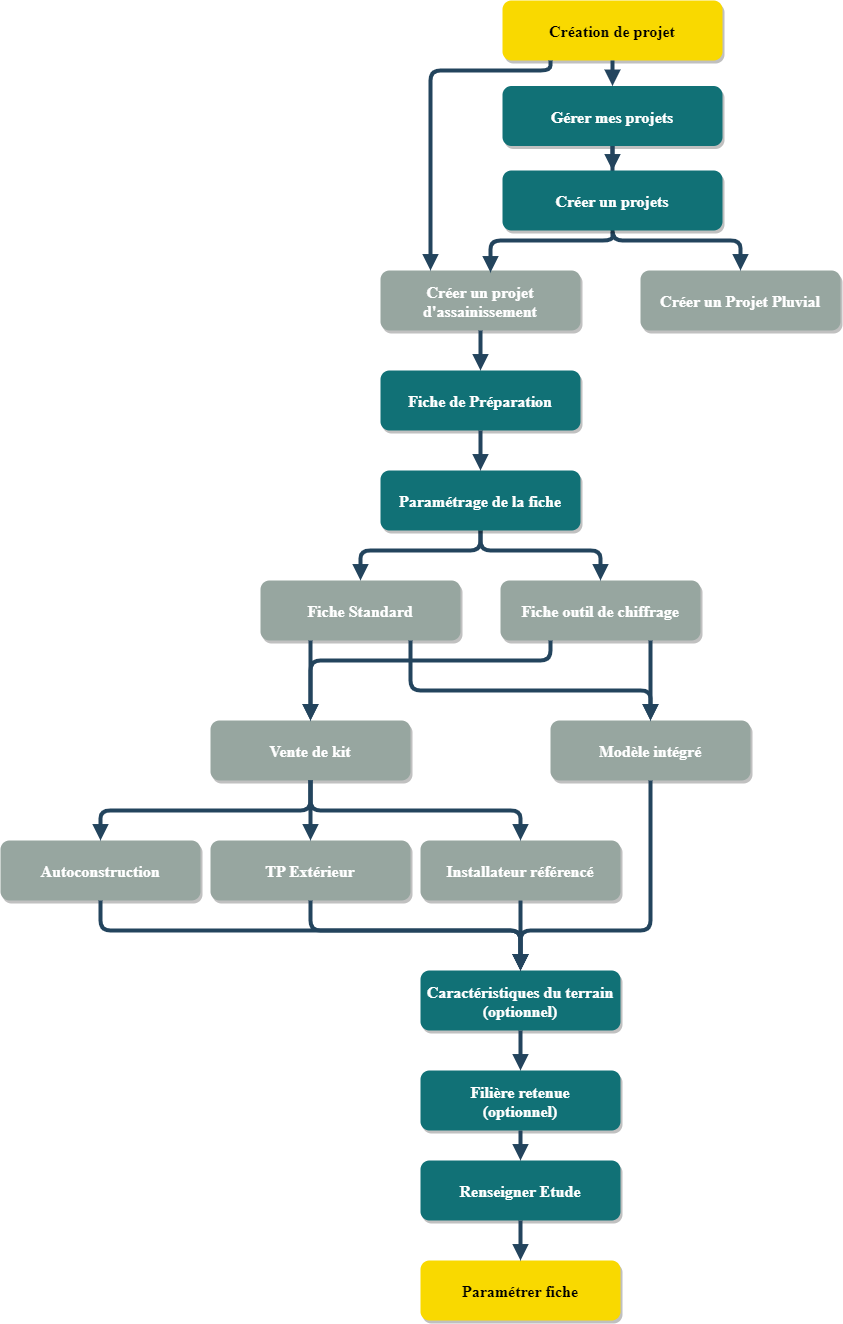 Création de projet
Gérer mes projets
Créer un projets
Créer un projet
d'assainissement
Créer un Projet Pluvial
Fiche de Préparation
Paramétrage de la fiche
Fiche Standard
Fiche outil de chiffrage
Vente de kit
Modèle intégré
Autoconstruction
TP Extérieur
Installateur référencé
Caractéristiques du terrain
(optionnel)
Filière retenue
(optionnel)
Renseigner Etude
Paramétrer fiche